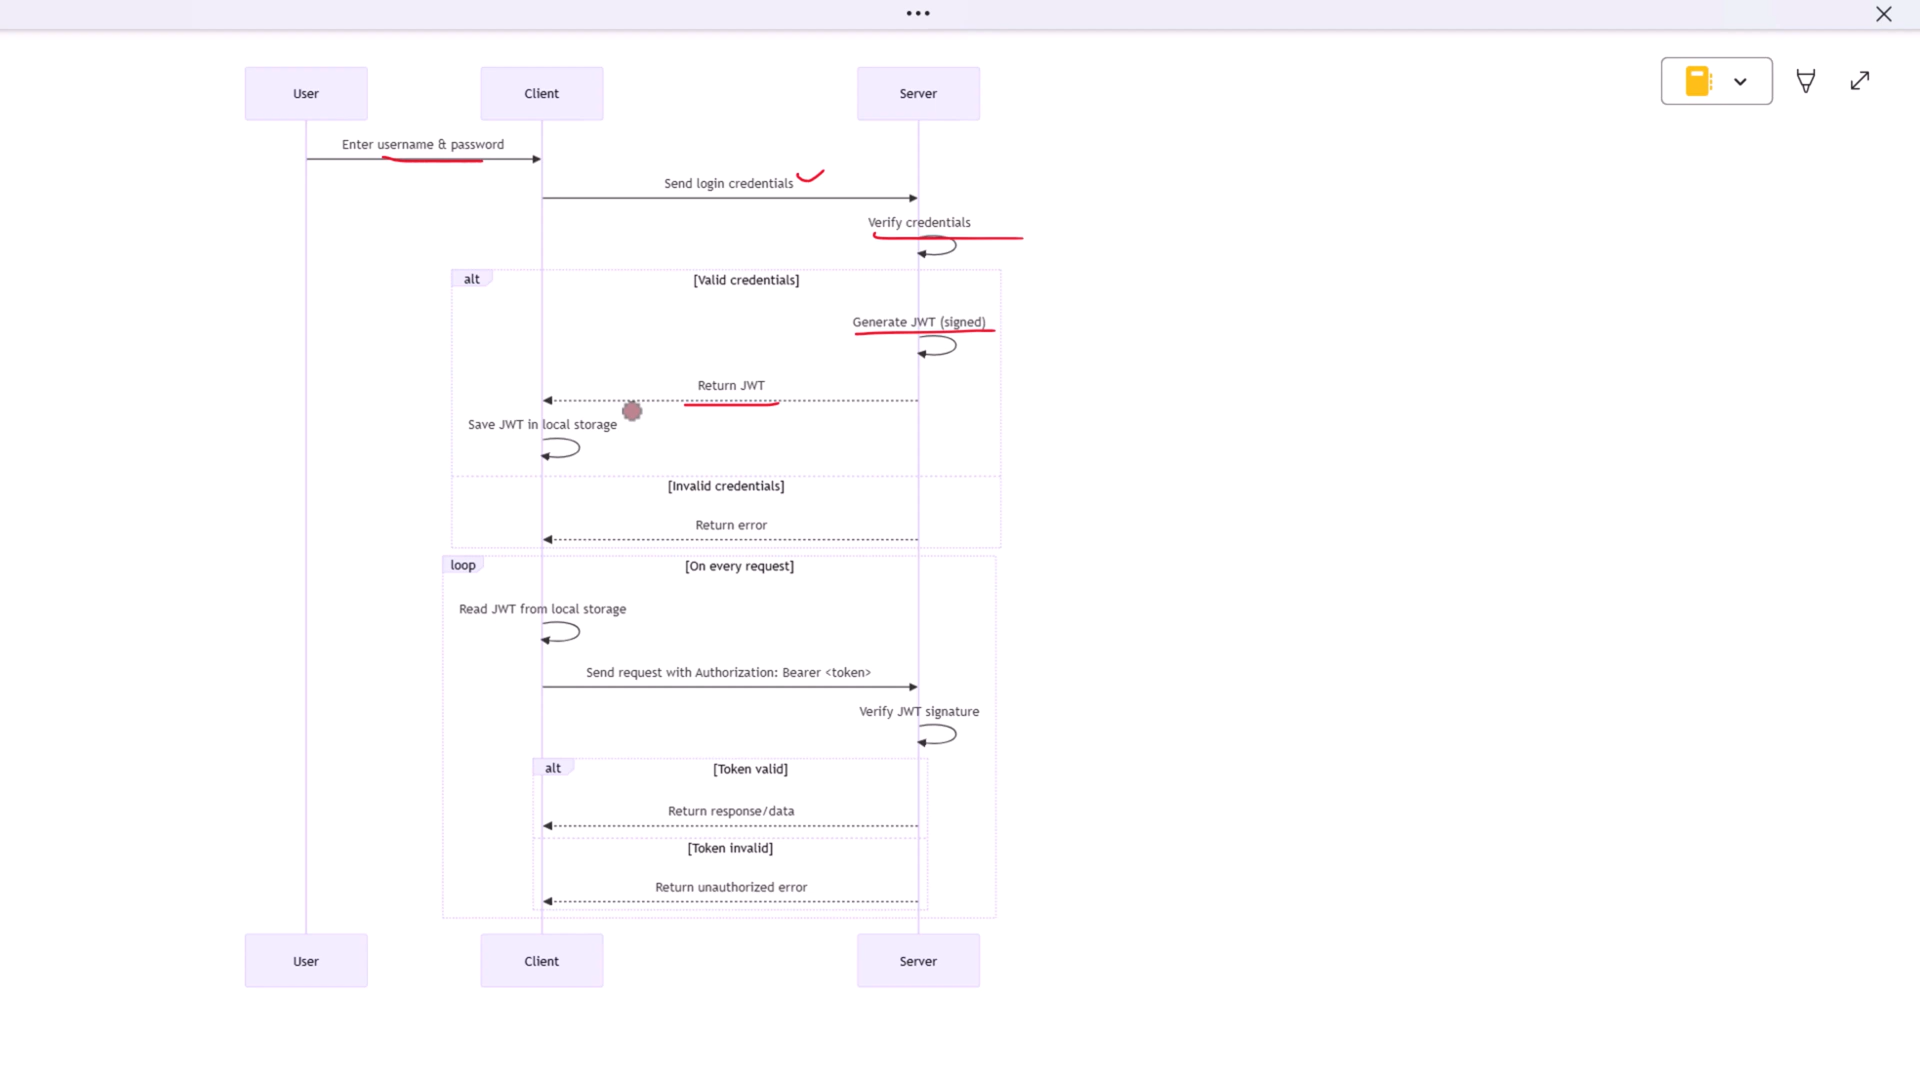 User Client Server
Enter username & password
Send login credentials
Verify credentials
alt [Valid credentials]
Generate JWT (signed)
Return JWT
Save JWT in local storage
[Invalid credentials]
Return error
loop [On every request]
Read JWT from local storage
Send request with Authorization: Bearer <token>
Verify JWT signature
alt [Token valid]
Return response/data
[Token invalid]
Return unauthorized error
User Client Server